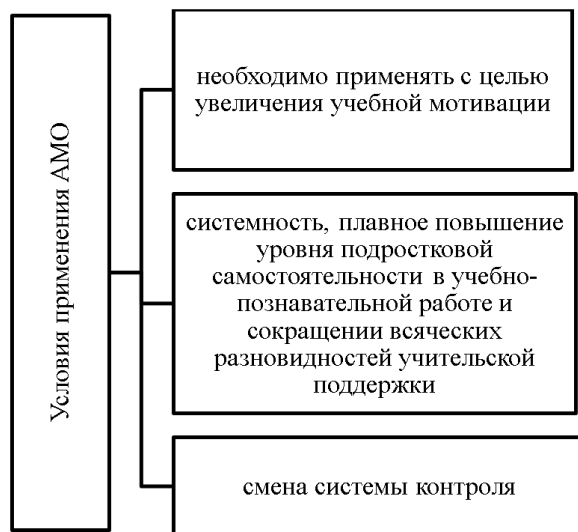 Условия применения АМО
необходимо применять с целью
увеличения учебной мотивации
системность, плавное повышение
уровня подростковой
самостоятельности в учебно-
познавательной работе и
сокращении всяческих
разновидностей учительской
поддержки
смена системы контроля